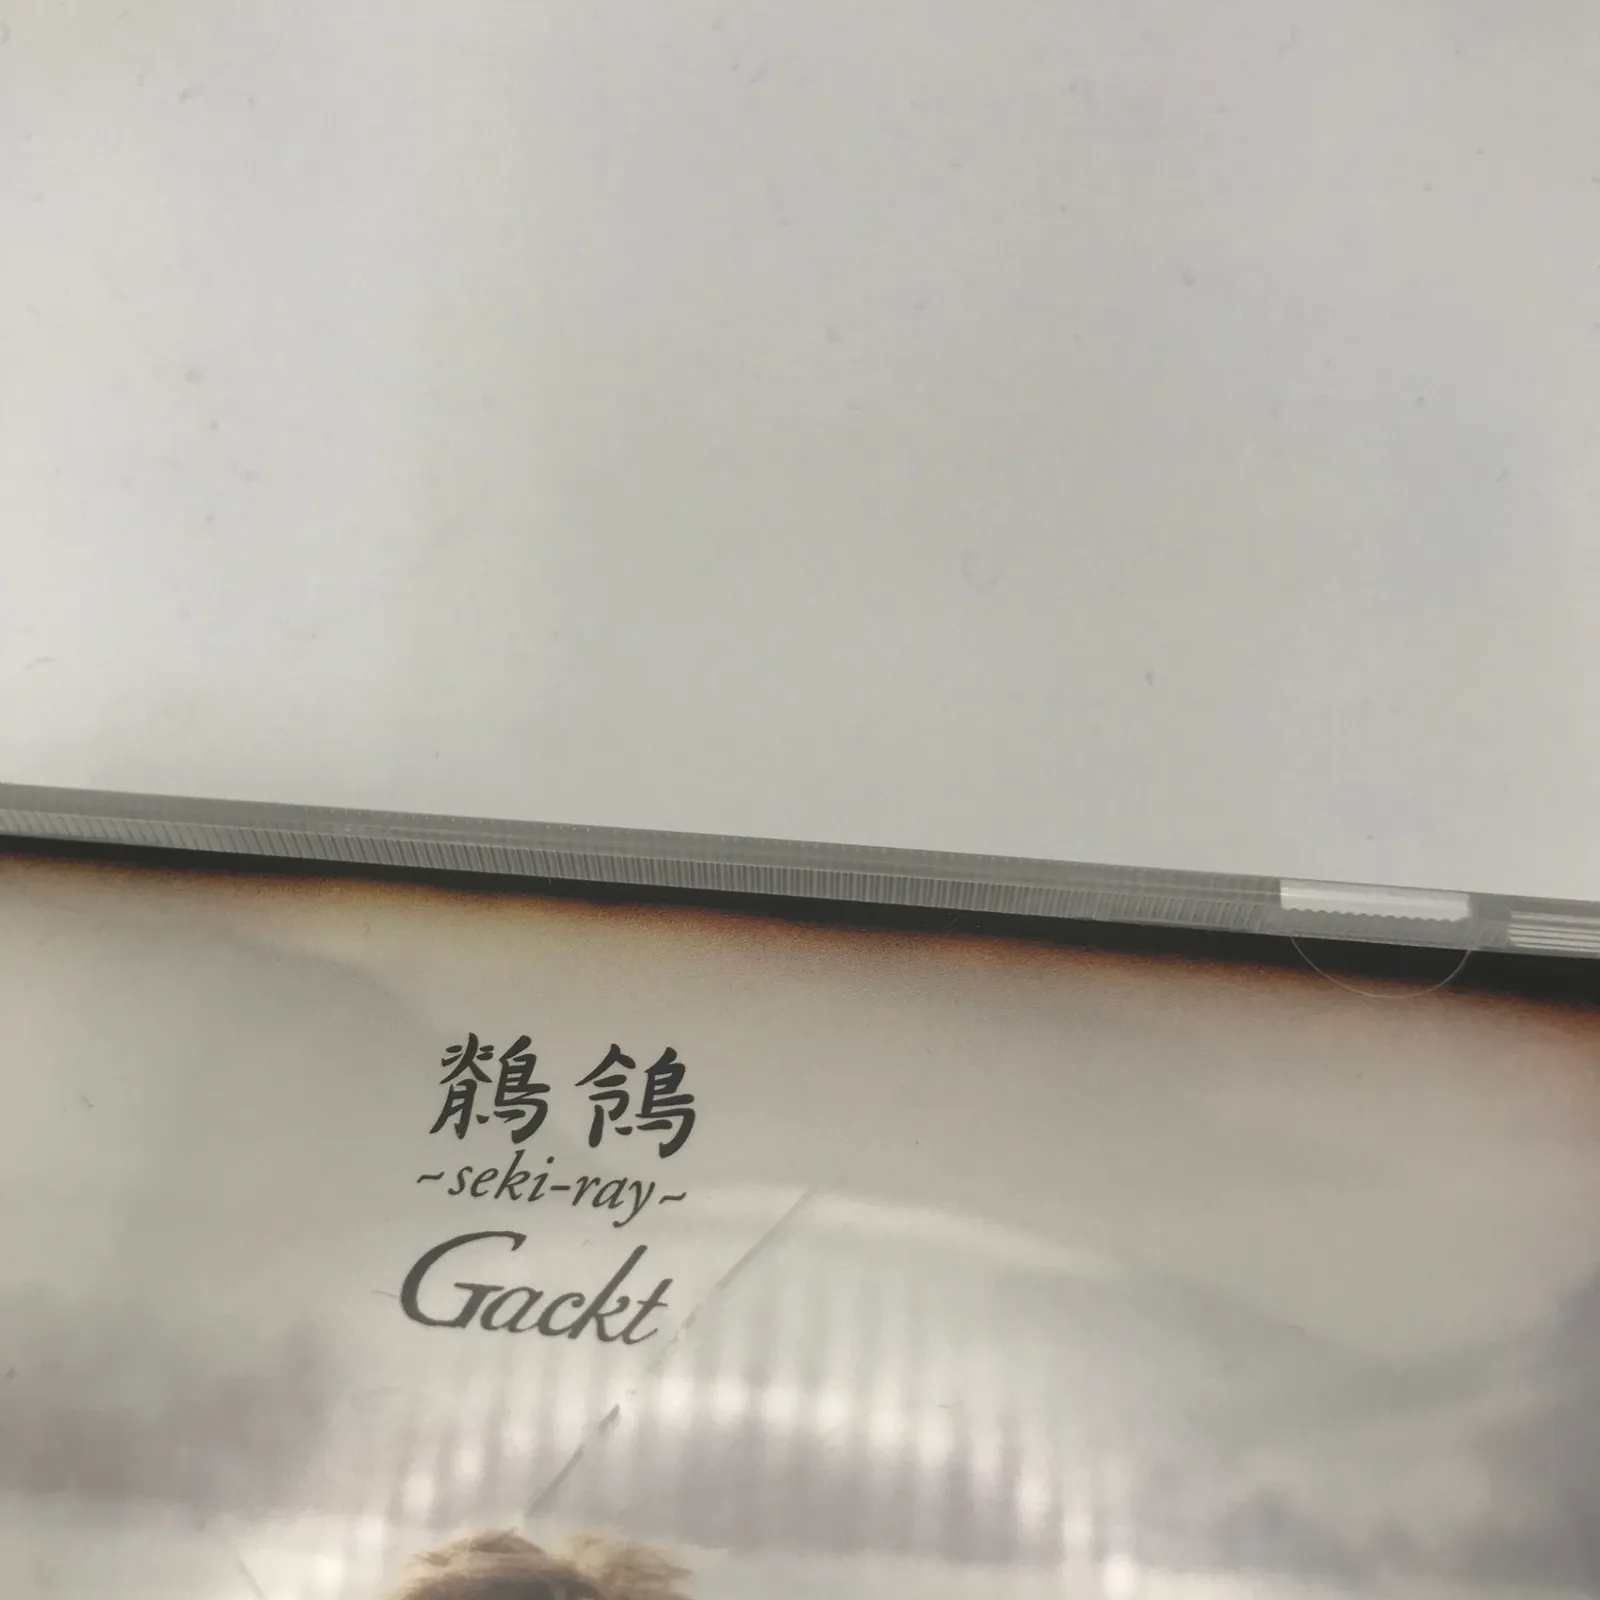 鶺鴒
~seki-ray~
Gackt